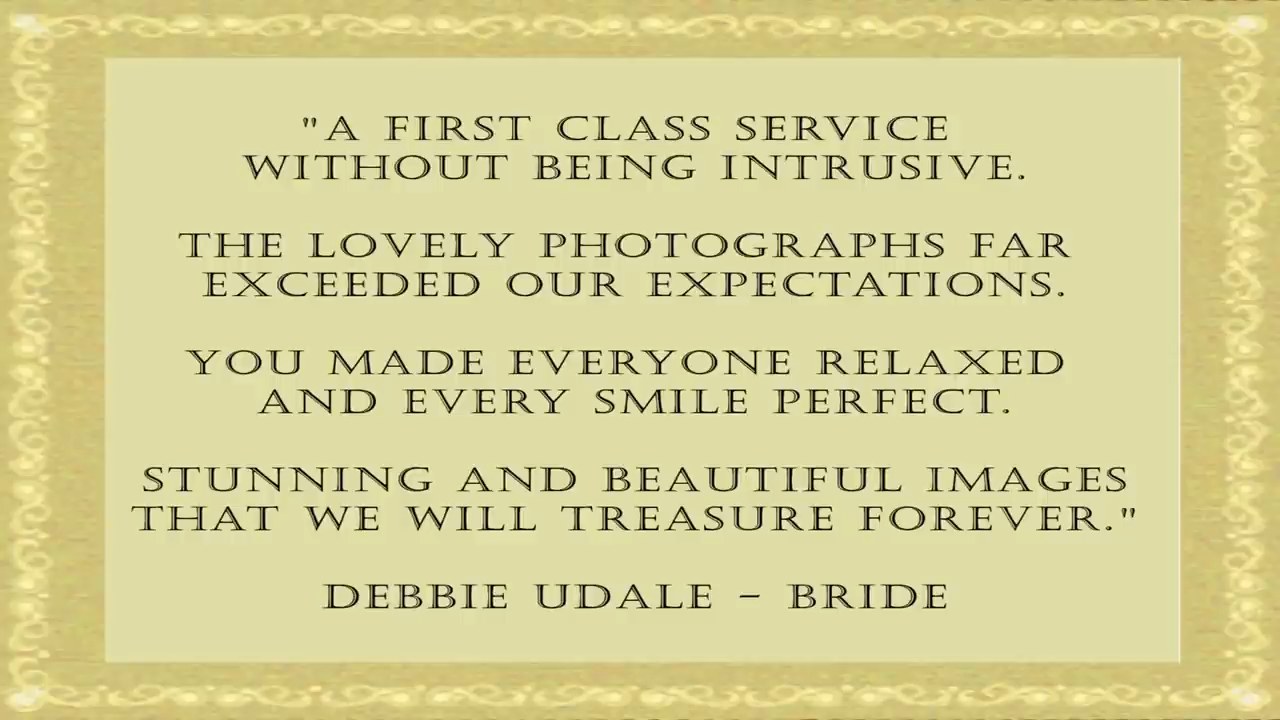 "A FIRST CLASS SERVICE
WITHOUT BEING INTRUSIVE.
THE LOVELY PHOTOGRAPHS FAR
EXCEEDED OUR EXPECTATIONS.
YOU MADE EVERYONE RELAXED
AND EVERY SMILE PERFECT.
STUNNING AND BEAUTIFUL IMAGES
THAT WE WILL TREASURE FOREVER."
DEBBIE UDALE - BRIDE